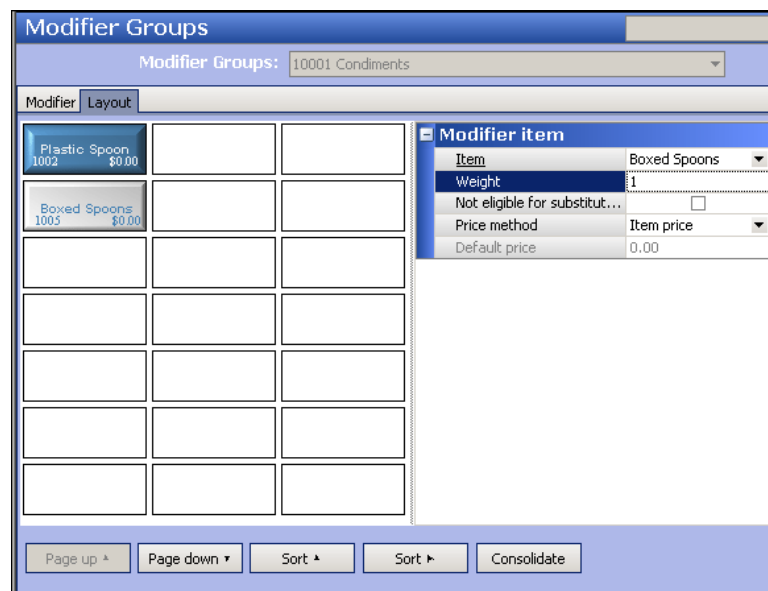 Modifier Groups
Modifier Groups: 10001 Condiments
Modifier Layout
Plastic Spoon
1002 $0.00
Boxed Spoons
1005 $0.00
Modifier item
Item Boxed Spoons
Weight 1
Not eligible for substitut...
Price method Item price
Default price 0.00
Page up Page down Sort Sort Consolidate